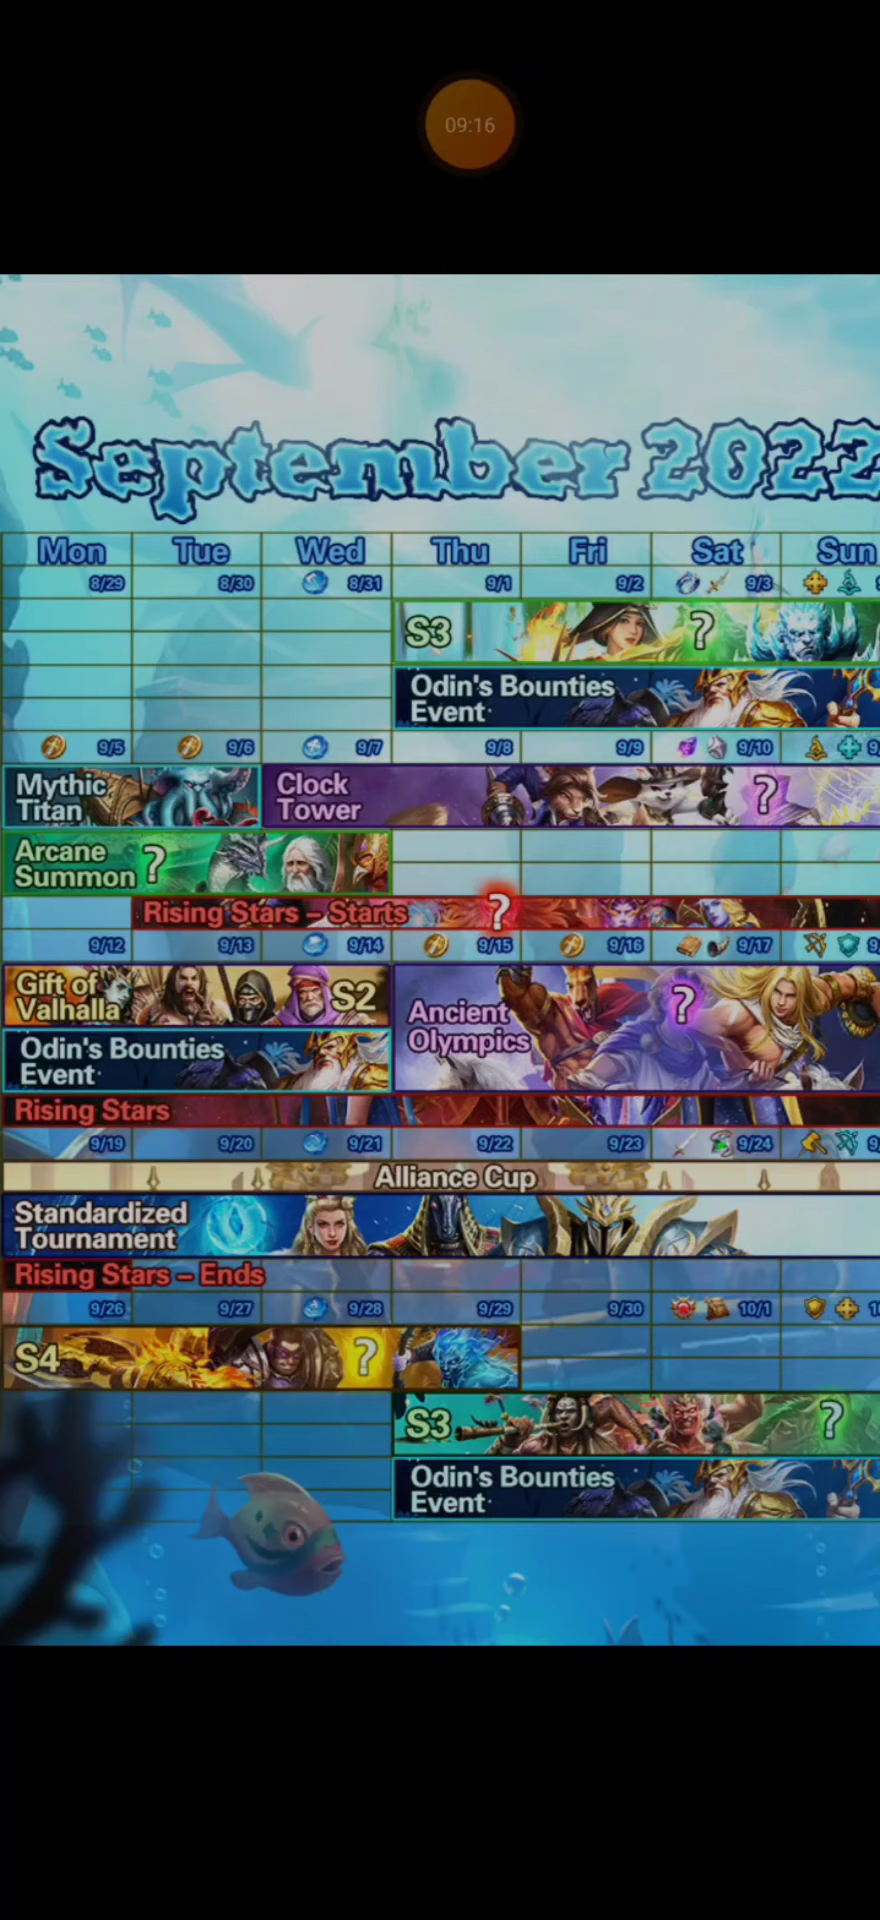 09:16
September 2022
Mon Tue Wed Thu Fri Sat Sun
8/29 8/30 8/31 9/1 9/2 9/3
S3 ?
Odin's Bounties
Event
9/5 9/6 9/7 9/8 9/9 9/10 9/
Mythic
Titan
Clock
Tower
?
Arcane
Summon ?
Rising Stars – Starts ?
9/12 9/13 9/14 9/15 9/16 9/17 9/
Gift of
Valhalla
S2
Ancient
Olympics
?
Odin's Bounties
Event
Rising Stars
9/19 9/20 9/21 9/22 9/23 9/24 9/
Alliance Cup
Standardized
Tournament
Rising Stars – Ends
9/26 9/27 9/28 9/29 9/30 10/1 10
S4 ?
S3 ?
Odin's Bounties
Event